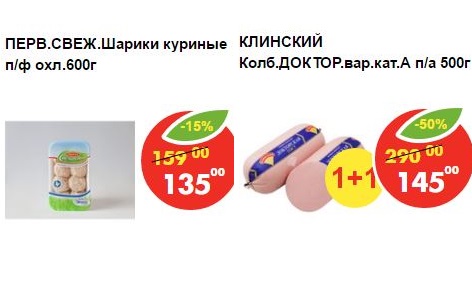 ПЕРВ.СВЕЖ.Шарики куриные
п/ф охл.600г
-15%
159 00
135 00
КЛИНСКИЙ
Колб.ДОКТОР.вар.кат.А п/а 500г
-50%
290 00
1+1
145 00